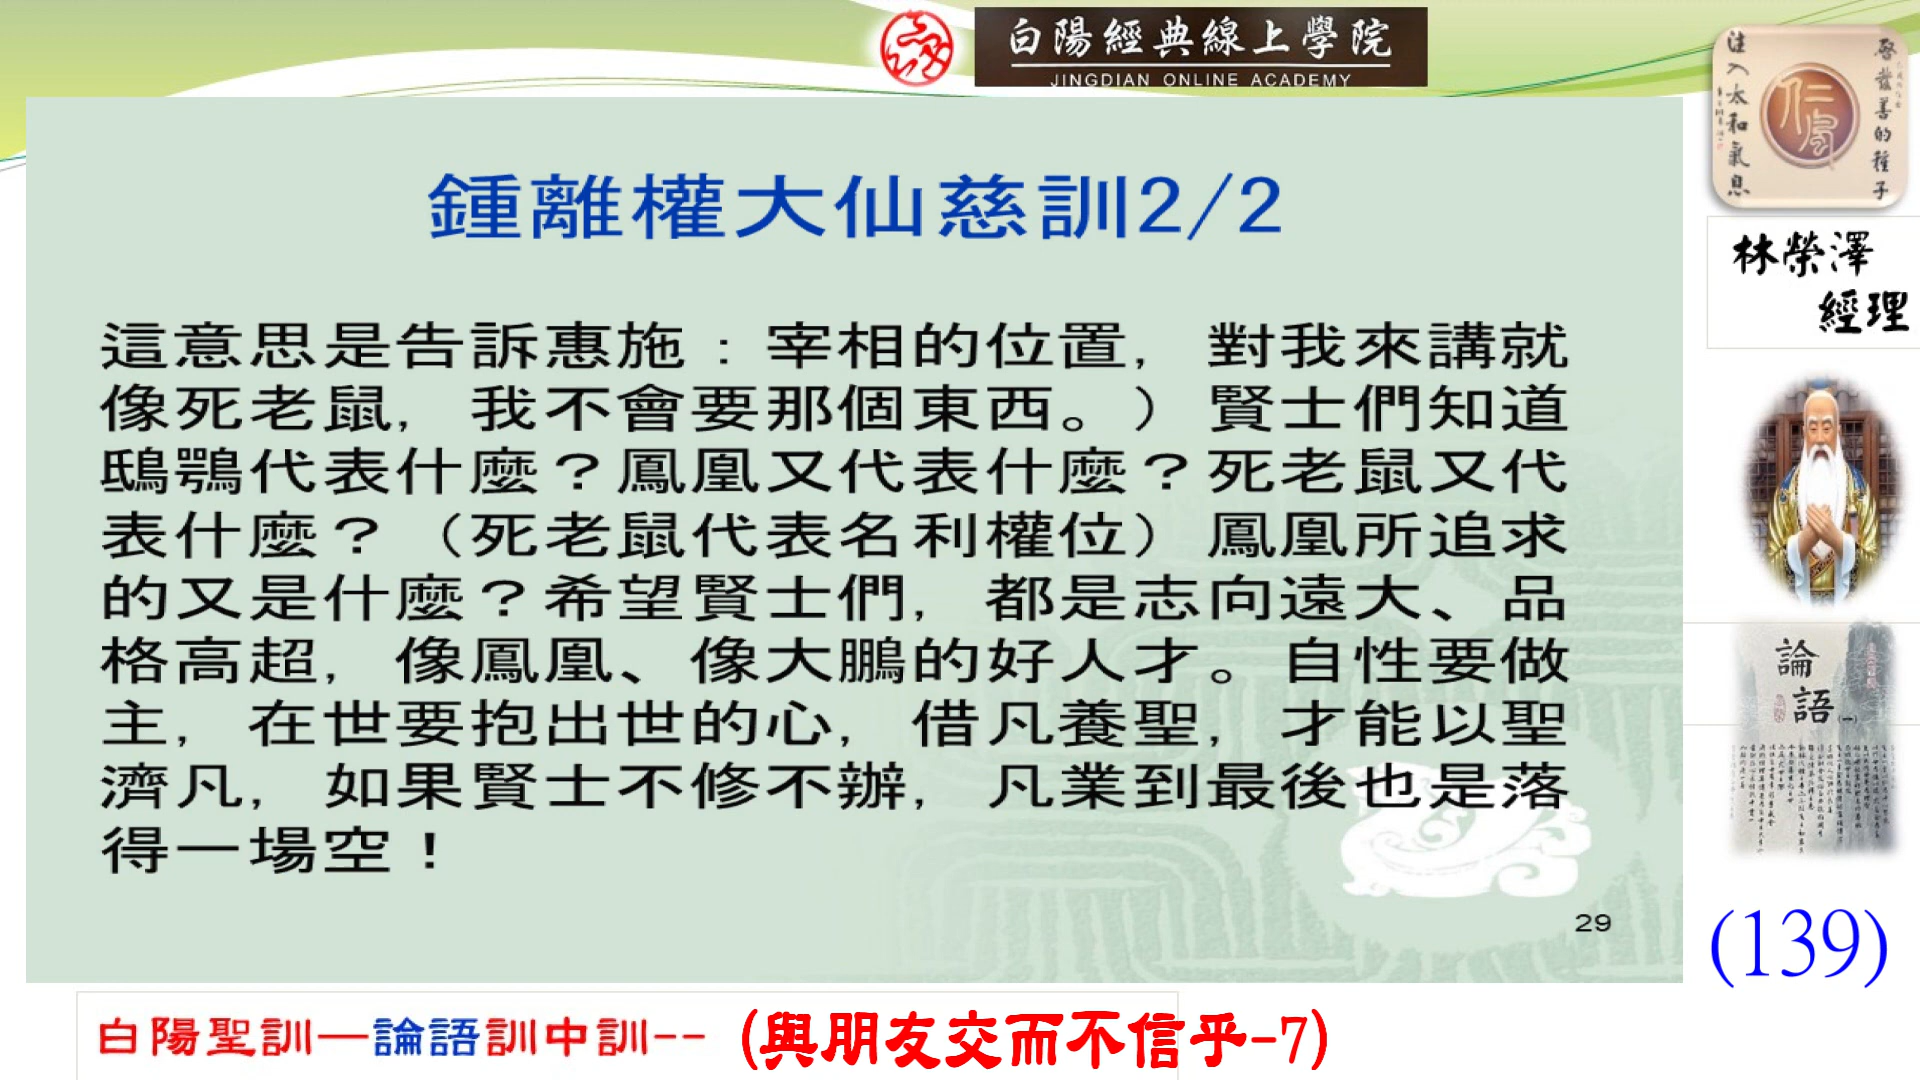 白陽經典線上學院
JINGDIAN ONLINE ACADEMY
啓發善的種子
注入太和氣息
仁風
林榮澤
經理
鍾離權大仙慈訓2/2
這意思是告訴惠施：宰相的位置，對我來講就
像死老鼠，我不會要那個東西。）賢士們知道
鴟鶚代表什麼？鳳凰又代表什麼？死老鼠又代
表什麼？（死老鼠代表名利權位）鳳凰所追求
的又是什麼？希望賢士們，都是志向遠大、品
格高超，像鳳凰、像大鵬的好人才。自性要做
主，在世要抱出世的心，借凡養聖，才能以聖
濟凡，如果賢士不修不辦，凡業到最後也是落
得一場空！
29
論
語(一)
(139)
白陽聖訓—論語訓中訓--
(與朋友交而不信乎-7)